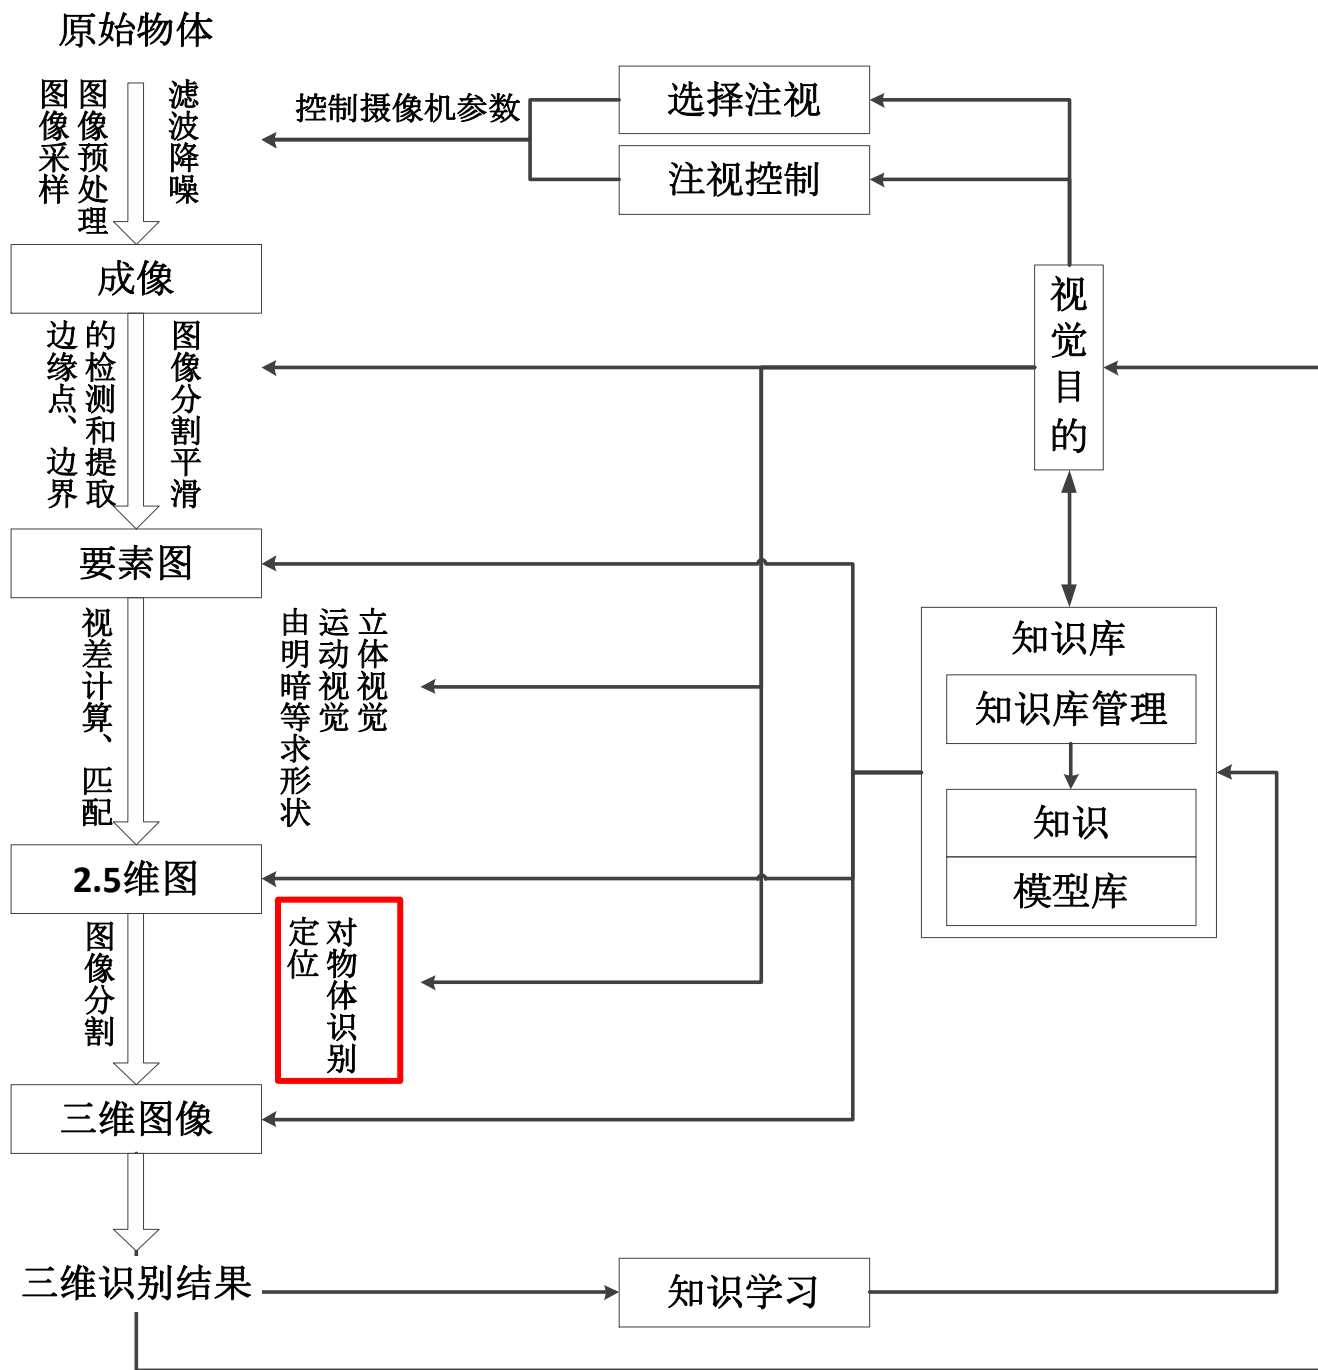 原始物体
图像采样
图像预处理
滤波降噪
控制摄像机参数
选择注视
注视控制
成像
视觉目的
边缘点、边界
的检测和提取
图像分割平滑
要素图
视差计算、匹配
由明暗等求形状
运动视觉
立体视觉
知识库
知识库管理
知识
模型库
2.5维图
图像分割
定位
对物体识别
三维图像
三维识别结果
知识学习